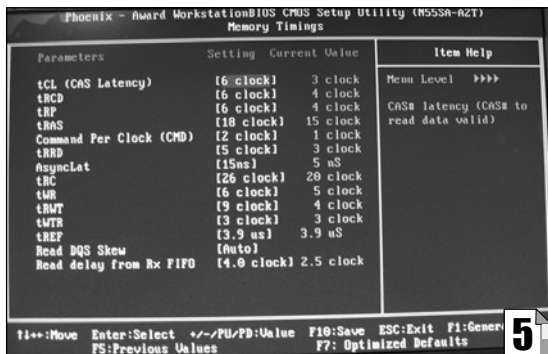 Phoenix - Award WorkstationBIOS CMOS Setup Utility (N55SA-A2T)
Memory Timings
Parameters Setting Current Value Item Help
tCL (CAS Latency) [6 clock] 3 clock
tRCD [6 clock] 4 clock
tRP [6 clock] 4 clock
tRAS [18 clock] 15 clock
Command Per Clock (CMD) [2 clock] 1 clock
tRRD [5 clock] 3 clock
AsyncLat [15ns] 5 nS
tRC [26 clock] 20 clock
tWR [6 clock] 5 clock
tRWT [9 clock] 4 clock
tWTR [3 clock] 3 clock
tREF [3.9 us] 3.9 uS
Read DQS Skew [Auto]
Read delay from Rx FIFO [4.0 clock] 2.5 clock
Menu Level ▸▸▸▸
CAS# latency (CAS# to
read data valid)
↑↓→←:Move Enter:Select +/-/PU/PD:Value F10:Save ESC:Exit F1:Gener
F5:Previous Values F7: Optimized Defaults
5